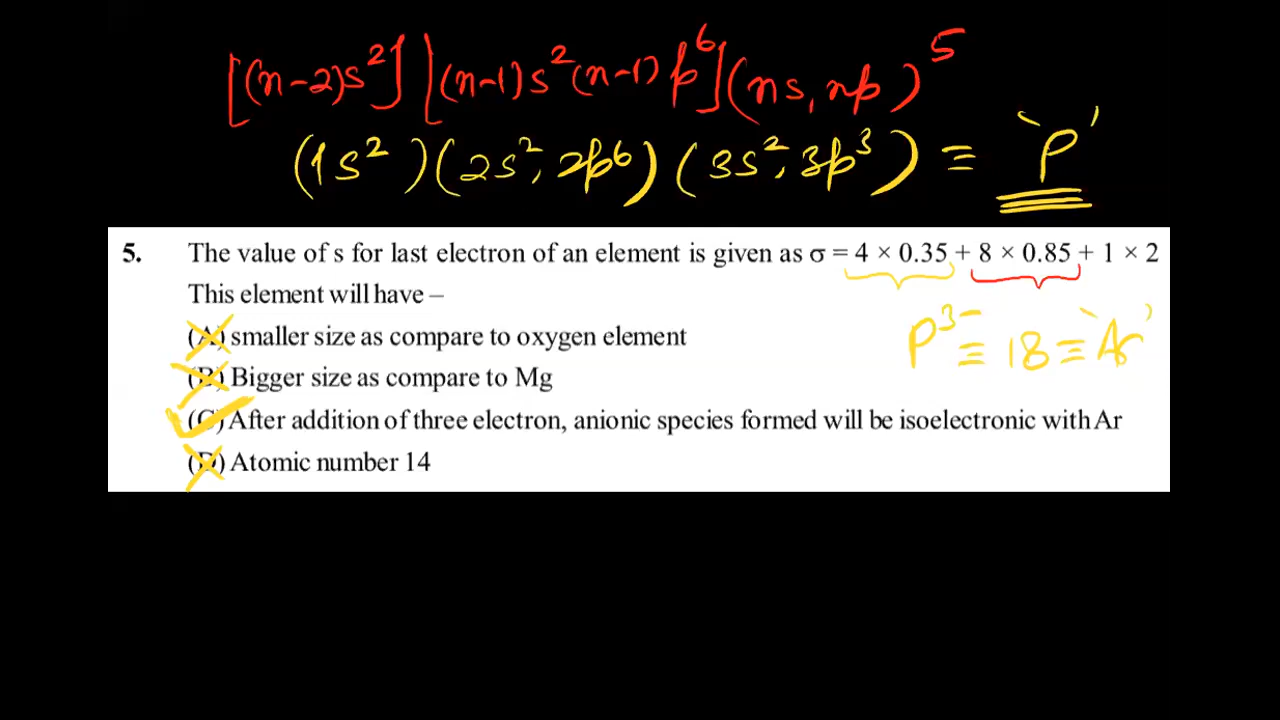 [(n-2)s²] [(n-1)s² (n-1)p⁶] (ns, np)⁵
(1s²) (2s², 2p⁶) (3s², 3p³) ≡ 'P'
5. The value of s for last electron of an element is given as σ = 4 × 0.35 + 8 × 0.85 + 1 × 2
This element will have –
(A) smaller size as compare to oxygen element
P³⁻ ≡ 18 ≡ 'Ar'
(B) Bigger size as compare to Mg
(C) After addition of three electron, anionic species formed will be isoelectronic with Ar
(D) Atomic number 14